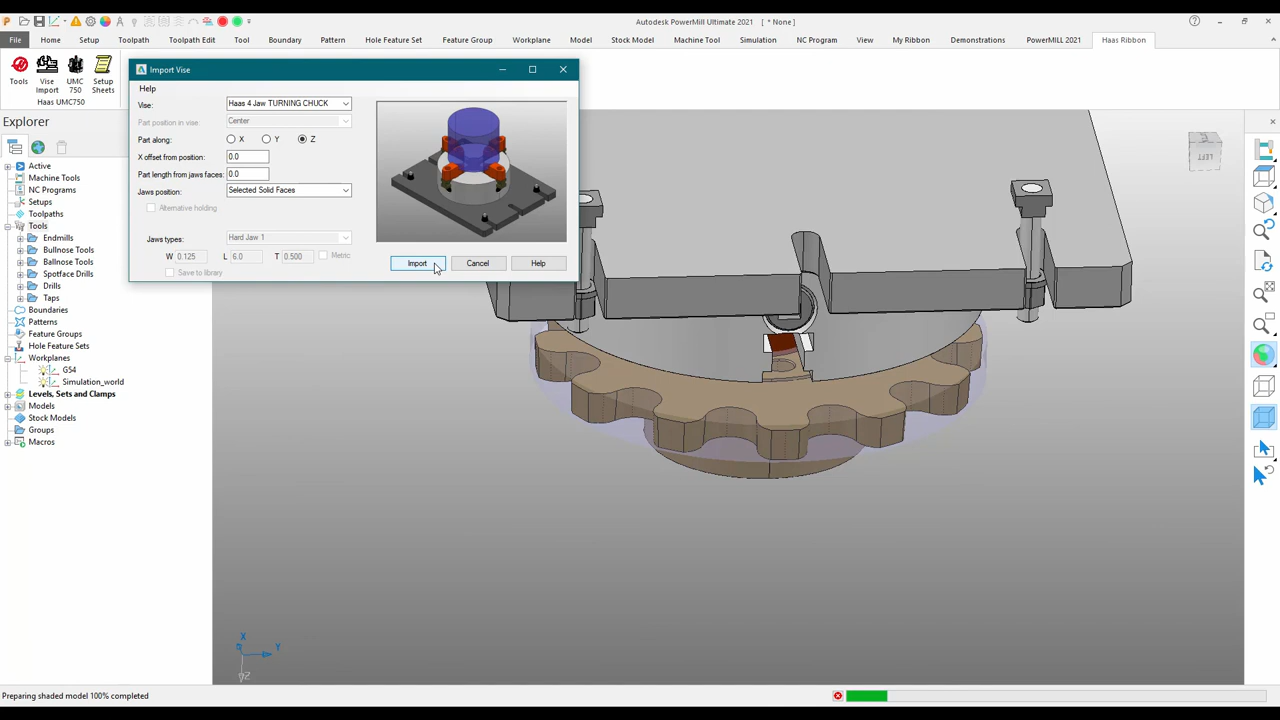 Autodesk PowerMill Ultimate 2021 [ * None ]
File Home Setup Toolpath Toolpath Edit Tool Boundary Pattern Hole Feature Set Feature Group Workplane Model Stock Model Machine Tool Simulation NC Program View My Ribbon Demonstrations PowerMILL 2021 Haas Ribbon
Tools
Vise Import
UMC 750
Setup Sheets
Haas UMC750
Explorer
Active
Machine Tools
NC Programs
Setups
Toolpaths
Tools
Endmills
Bullnose Tools
Ballnose Tools
Spotface Drills
Drills
Taps
Boundaries
Patterns
Feature Groups
Hole Feature Sets
Workplanes
G54
Simulation_world
Levels, Sets and Clamps
Models
Stock Models
Groups
Macros
Import Vise
Help
Vise: Haas 4 Jaw TURNING CHUCK
Part position in vise: Center
Part along: X Y Z
X offset from position: 0.0
Part length from jaws faces: 0.0
Jaws position: Selected Solid Faces
Alternative holding
Jaws types: Hard Jaw 1
W 0.125 L 6.0 T 0.500 Metric
Save to library
Import Cancel Help
LEFT
X
Y
Z
Preparing shaded model 100% completed